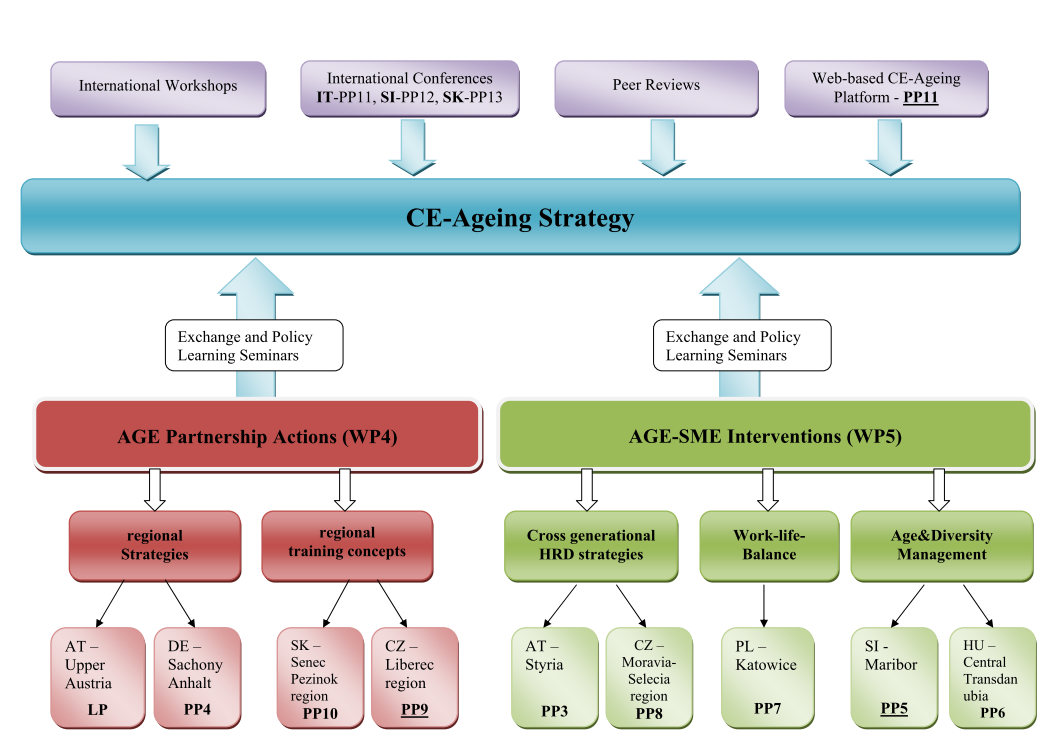 International Workshops
International Conferences
IT-PP11, SI-PP12, SK-PP13
Peer Reviews
Web-based CE-Ageing
Platform - PP11
CE-Ageing Strategy
Exchange and Policy
Learning Seminars
Exchange and Policy
Learning Seminars
AGE Partnership Actions (WP4)
AGE-SME Interventions (WP5)
regional
Strategies
regional
training concepts
Cross generational
HRD strategies
Work-life-
Balance
Age&Diversity
Management
AT –
Upper
Austria
LP
DE –
Sachony
Anhalt
PP4
SK –
Senec
Pezinok
region
PP10
CZ –
Liberec
region
PP9
AT –
Styria
PP3
CZ –
Moravia-
Selecia
region
PP8
PL –
Katowice
PP7
SI -
Maribor
PP5
HU –
Central
Transdan
ubia
PP6